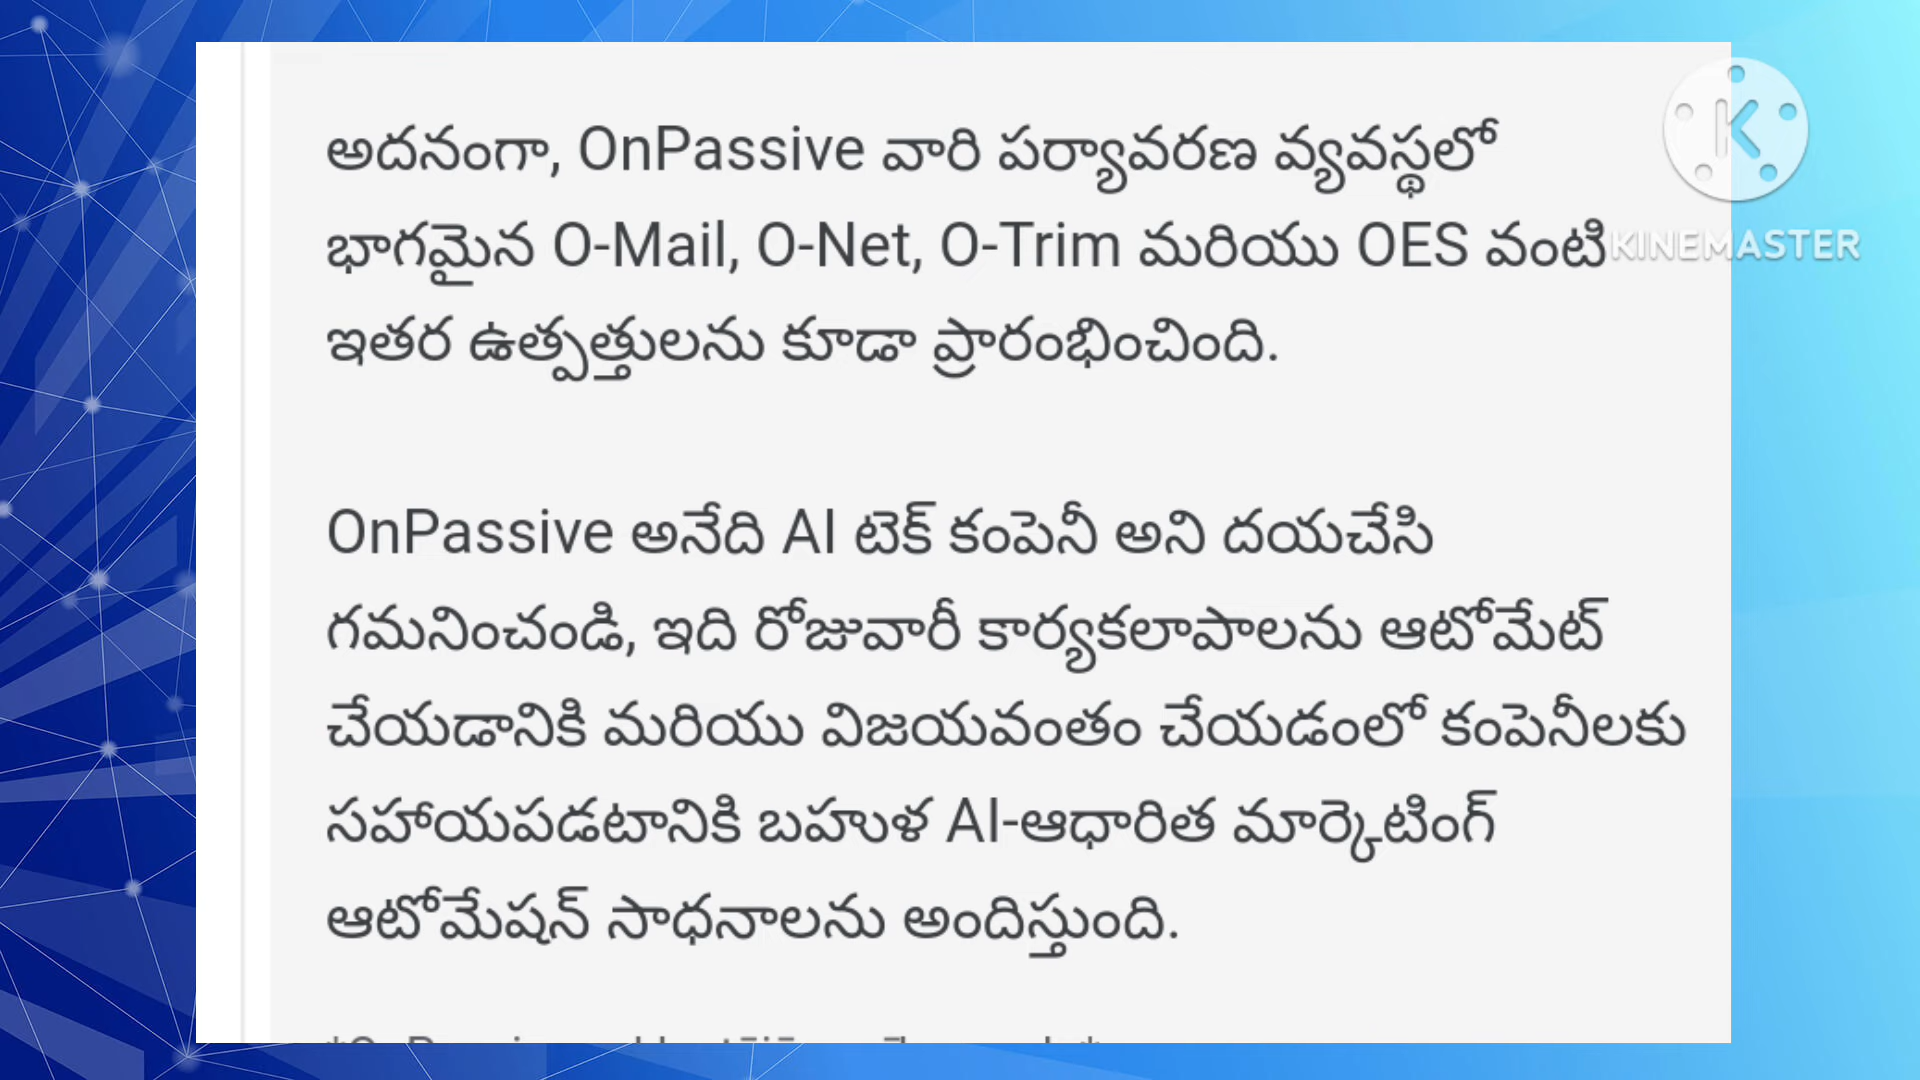 అదనంగా, OnPassive వారి పర్యావరణ వ్యవస్థలో
భాగమైన O-Mail, O-Net, O-Trim మరియు OES వంటి
ఇతర ఉత్పత్తులను కూడా ప్రారంభించింది.
OnPassive అనేది AI టెక్ కంపెనీ అని దయచేసి
గమనించండి, ఇది రోజువారీ కార్యకలాపాలను ఆటోమేట్
చేయడానికి మరియు విజయవంతం చేయడంలో కంపెనీలకు
సహాయపడటానికి బహుళ AI-ఆధారిత మార్కెటింగ్
ఆటోమేషన్ సాధనాలను అందిస్తుంది.
K
KINEMASTER